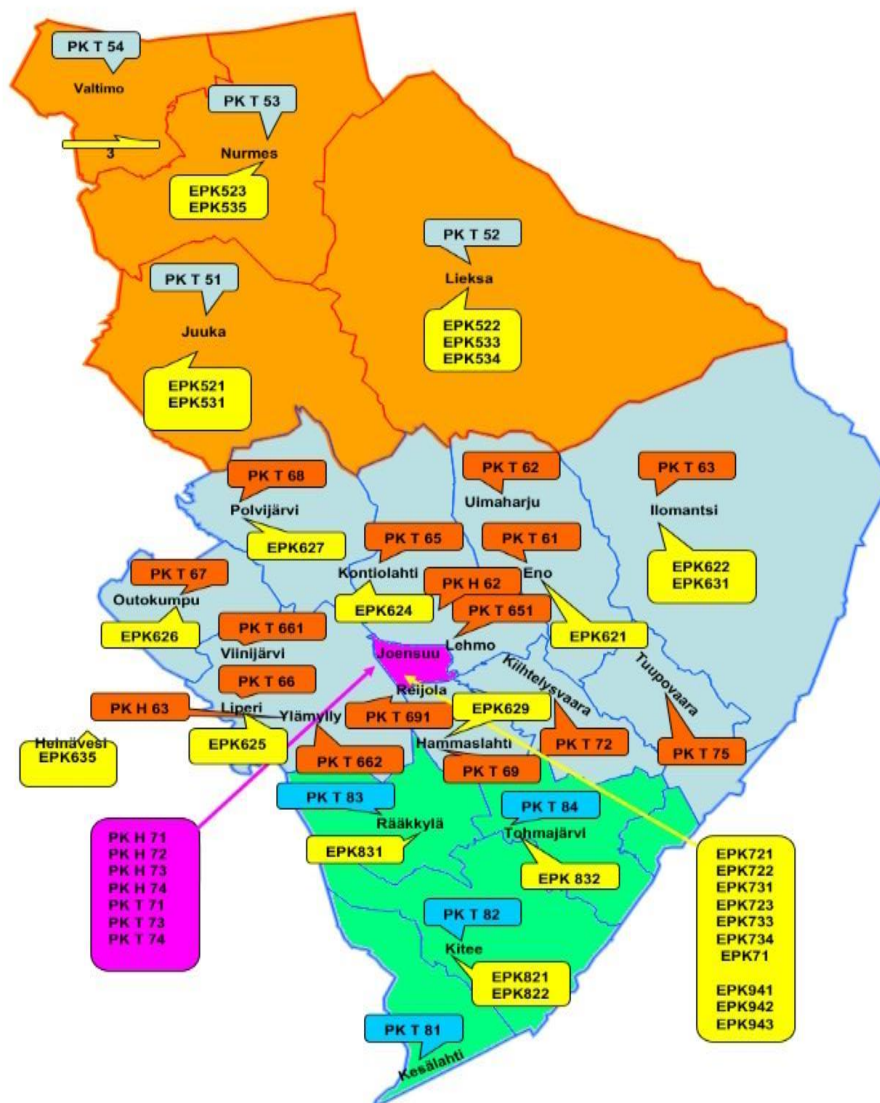 PK T 54
Valtimo
PK T 53
3
Nurmes
EPK523
EPK535
PK T 52
Lieksa
EPK522
EPK533
EPK534
PK T 51
Juuka
EPK521
EPK531
PK T 68
Polvijärvi
EPK627
PK T 62
Uimaharju
PK T 63
Ilomantsi
EPK622
EPK631
PK T 65
Kontiolahti
EPK624
PK T 61
Eno
EPK621
PK T 67
Outokumpu
EPK626
PK H 62
PK T 651
Lehmo
PK T 661
Viinijärvi
Joensuu
Kiihtelysvaara
Tuupovaara
PK T 66
Liperi
Reijola
PK H 63
Ylämylly
PK T 691
EPK629
Heinävesi
EPK635
EPK625
Hammaslahti
PK T 72
PK T 75
PK T 662
PK T 69
PK T 83
Rääkkylä
EPK831
PK T 84
Tohmajärvi
EPK 832
PK H 71
PK H 72
PK H 73
PK H 74
PK T 71
PK T 73
PK T 74
EPK721
EPK722
EPK731
EPK723
EPK733
EPK734
EPK71
EPK941
EPK942
EPK943
PK T 82
Kitee
EPK821
EPK822
PK T 81
Kesälahti